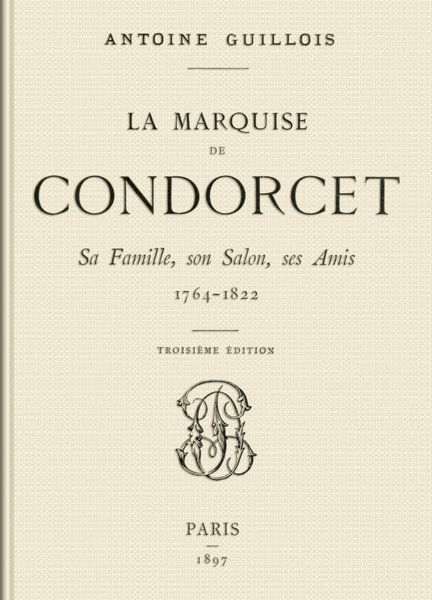 ANTOINE GUILLOIS
LA MARQUISE
DE
CONDORCET
Sa Famille, son Salon, ses Amis
1764-1822
TROISIÈME ÉDITION
PARIS
1897